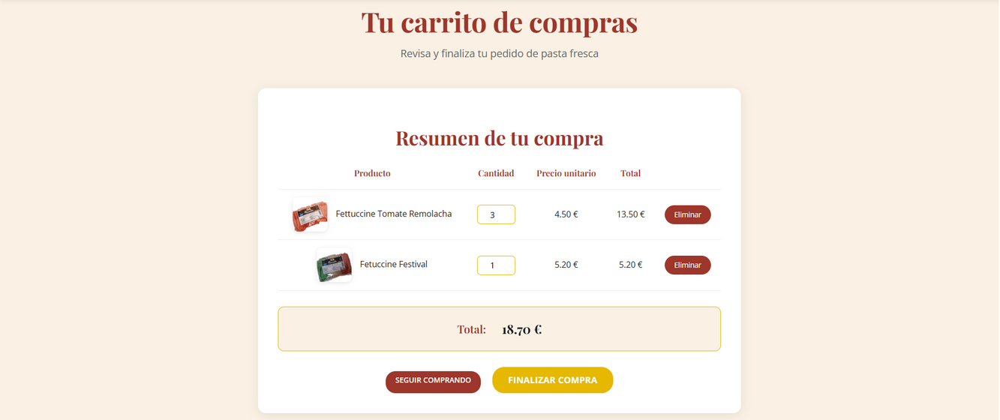 Tu carrito de compras
Revisa y finaliza tu pedido de pasta fresca
Resumen de tu compra
Producto Cantidad Precio unitario Total
Fettuccine Tomate Remolacha 3 4.50 € 13.50 € Eliminar
Fetuccine Festival 1 5.20 € 5.20 € Eliminar
Total: 18.70 €
SEGUIR COMPRANDO FINALIZAR COMPRA